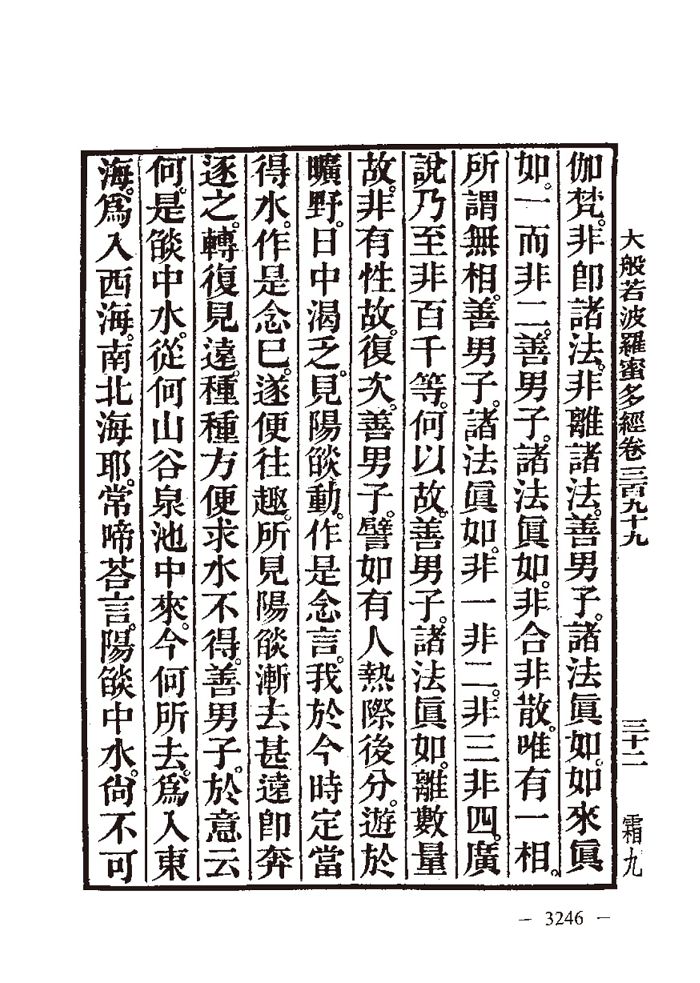 大般若波羅蜜多經卷三百九十九 三十二 霜九
伽梵。非卽諸法。非離諸法。善男子。諸法眞如。如來眞
如。一而非二。善男子。諸法眞如。非合非散。唯有一相。
所謂無相。善男子。諸法眞如。非一非二。非三非四。廣
說乃至非百千等。何以故。善男子。諸法眞如。離數量
故。非有性故。復次。善男子。譬如有人熱際後分。遊於
曠野。日中渴乏。見陽燄動。作是念言。我於今時定當
得水。作是念已。遂便往趣。所見陽燄漸去甚遠卽奔
逐之。轉復見遠。種種方便求水不得。善男子。於意云
何。是燄中水。從何山谷泉池中來。今何所去。爲入東
海。爲入西海。南北海耶。常啼荅言。陽燄中水。尙不可
— 3246 —